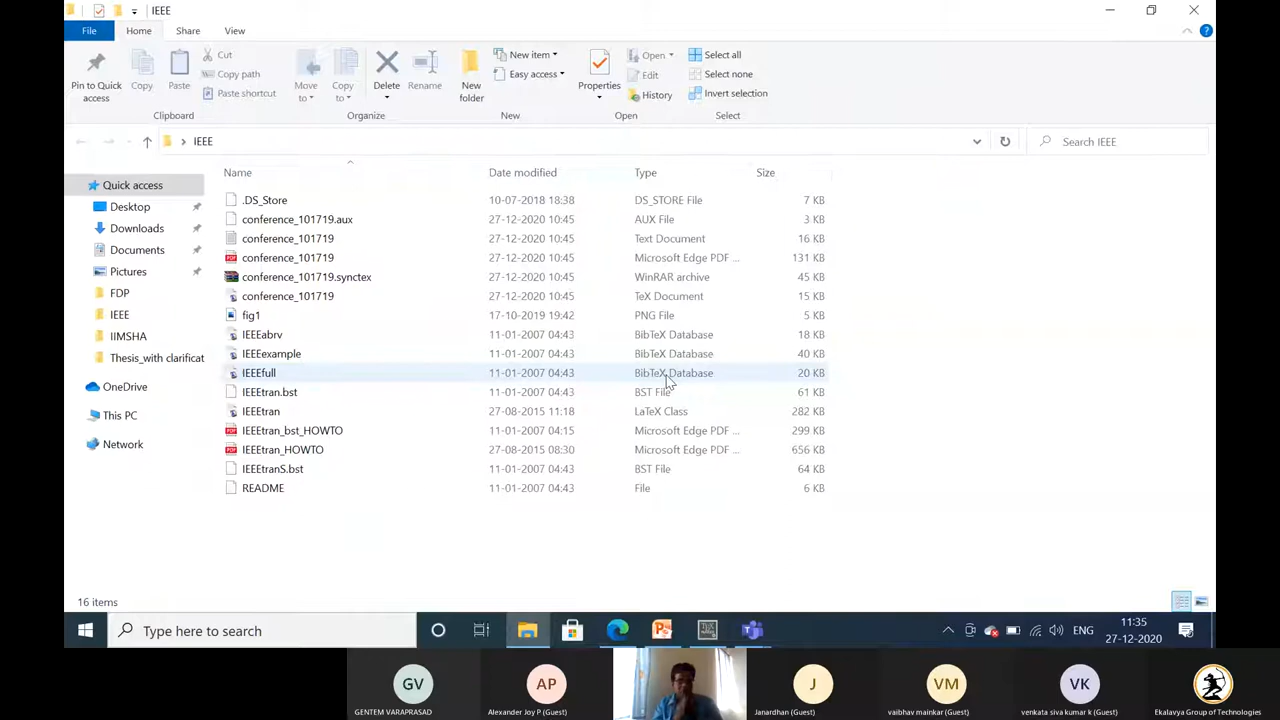 IEEE
File Home Share View
Pin to Quick access
Copy
Paste
Cut
Copy path
Paste shortcut
Clipboard
Move to
Copy to
Delete
Rename
Organize
New folder
New item
Easy access
New
Properties
Open
Edit
History
Open
Select all
Select none
Invert selection
Select
IEEE
Search IEEE
Quick access
Desktop
Downloads
Documents
Pictures
FDP
IEEE
IIMSHA
Thesis_with clarificat
OneDrive
This PC
Network
Name Date modified Type Size
.DS_Store 10-07-2018 18:38 DS_STORE File 7 KB
conference_101719.aux 27-12-2020 10:45 AUX File 3 KB
conference_101719 27-12-2020 10:45 Text Document 16 KB
conference_101719 27-12-2020 10:45 Microsoft Edge PDF ... 131 KB
conference_101719.synctex 27-12-2020 10:45 WinRAR archive 45 KB
conference_101719 27-12-2020 10:45 TeX Document 15 KB
fig1 17-10-2019 19:42 PNG File 5 KB
IEEEabrv 11-01-2007 04:43 BibTeX Database 18 KB
IEEEexample 11-01-2007 04:43 BibTeX Database 40 KB
IEEEfull 11-01-2007 04:43 BibTeX Database 20 KB
IEEEtran.bst 11-01-2007 04:43 BST File 61 KB
IEEEtran 27-08-2015 11:18 LaTeX Class 282 KB
IEEEtran_bst_HOWTO 11-01-2007 04:15 Microsoft Edge PDF ... 299 KB
IEEEtran_HOWTO 27-08-2015 08:30 Microsoft Edge PDF ... 656 KB
IEEEtranS.bst 11-01-2007 04:43 BST File 64 KB
README 11-01-2007 04:43 File 6 KB
16 items
Type here to search
ENG
11:35
27-12-2020
GV AP J VM VK
GENTEM VARAPRASAD Alexander Joy P (Guest) Janardhan (Guest) vaibhav mainkar (Guest) venkata siva kumar k (Guest) Ekalavya Group of Technologies